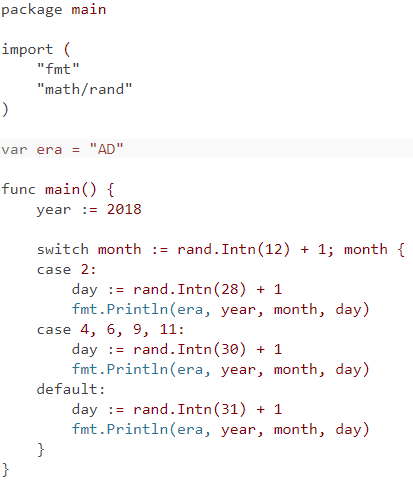 package main
import (
    "fmt"
    "math/rand"
)
var era = "AD"
func main() {
    year := 2018
    switch month := rand.Intn(12) + 1; month {
    case 2:
        day := rand.Intn(28) + 1
        fmt.Println(era, year, month, day)
    case 4, 6, 9, 11:
        day := rand.Intn(30) + 1
        fmt.Println(era, year, month, day)
    default:
        day := rand.Intn(31) + 1
        fmt.Println(era, year, month, day)
    }
}